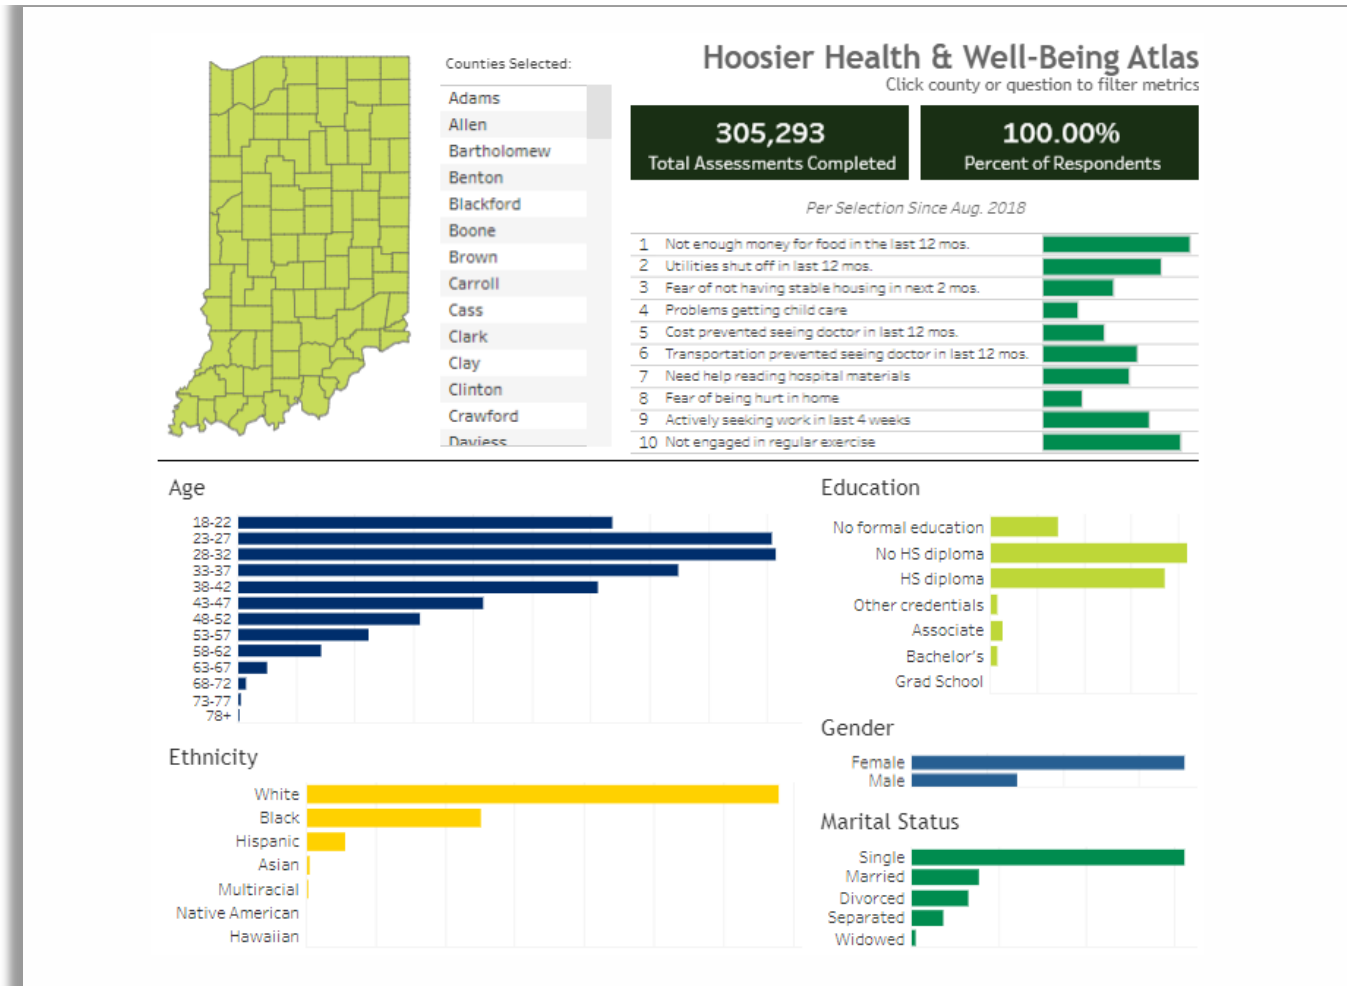 Hoosier Health & Well-Being Atlas
Click county or question to filter metrics
Counties Selected:
Adams
Allen
Bartholomew
Benton
Blackford
Boone
Brown
Carroll
Cass
Clark
Clay
Clinton
Crawford
Daviess
305,293
Total Assessments Completed
100.00%
Percent of Respondents
Per Selection Since Aug. 2018
1 Not enough money for food in the last 12 mos.
2 Utilities shut off in last 12 mos.
3 Fear of not having stable housing in next 2 mos.
4 Problems getting child care
5 Cost prevented seeing doctor in last 12 mos.
6 Transportation prevented seeing doctor in last 12 mos.
7 Need help reading hospital materials
8 Fear of being hurt in home
9 Actively seeking work in last 4 weeks
10 Not engaged in regular exercise
Age
18-22
23-27
28-32
33-37
38-42
43-47
48-52
53-57
58-62
63-67
68-72
73-77
78+
Education
No formal education
No HS diploma
HS diploma
Other credentials
Associate
Bachelor's
Grad School
Gender
Female
Male
Ethnicity
White
Black
Hispanic
Asian
Multiracial
Native American
Hawaiian
Marital Status
Single
Married
Divorced
Separated
Widowed